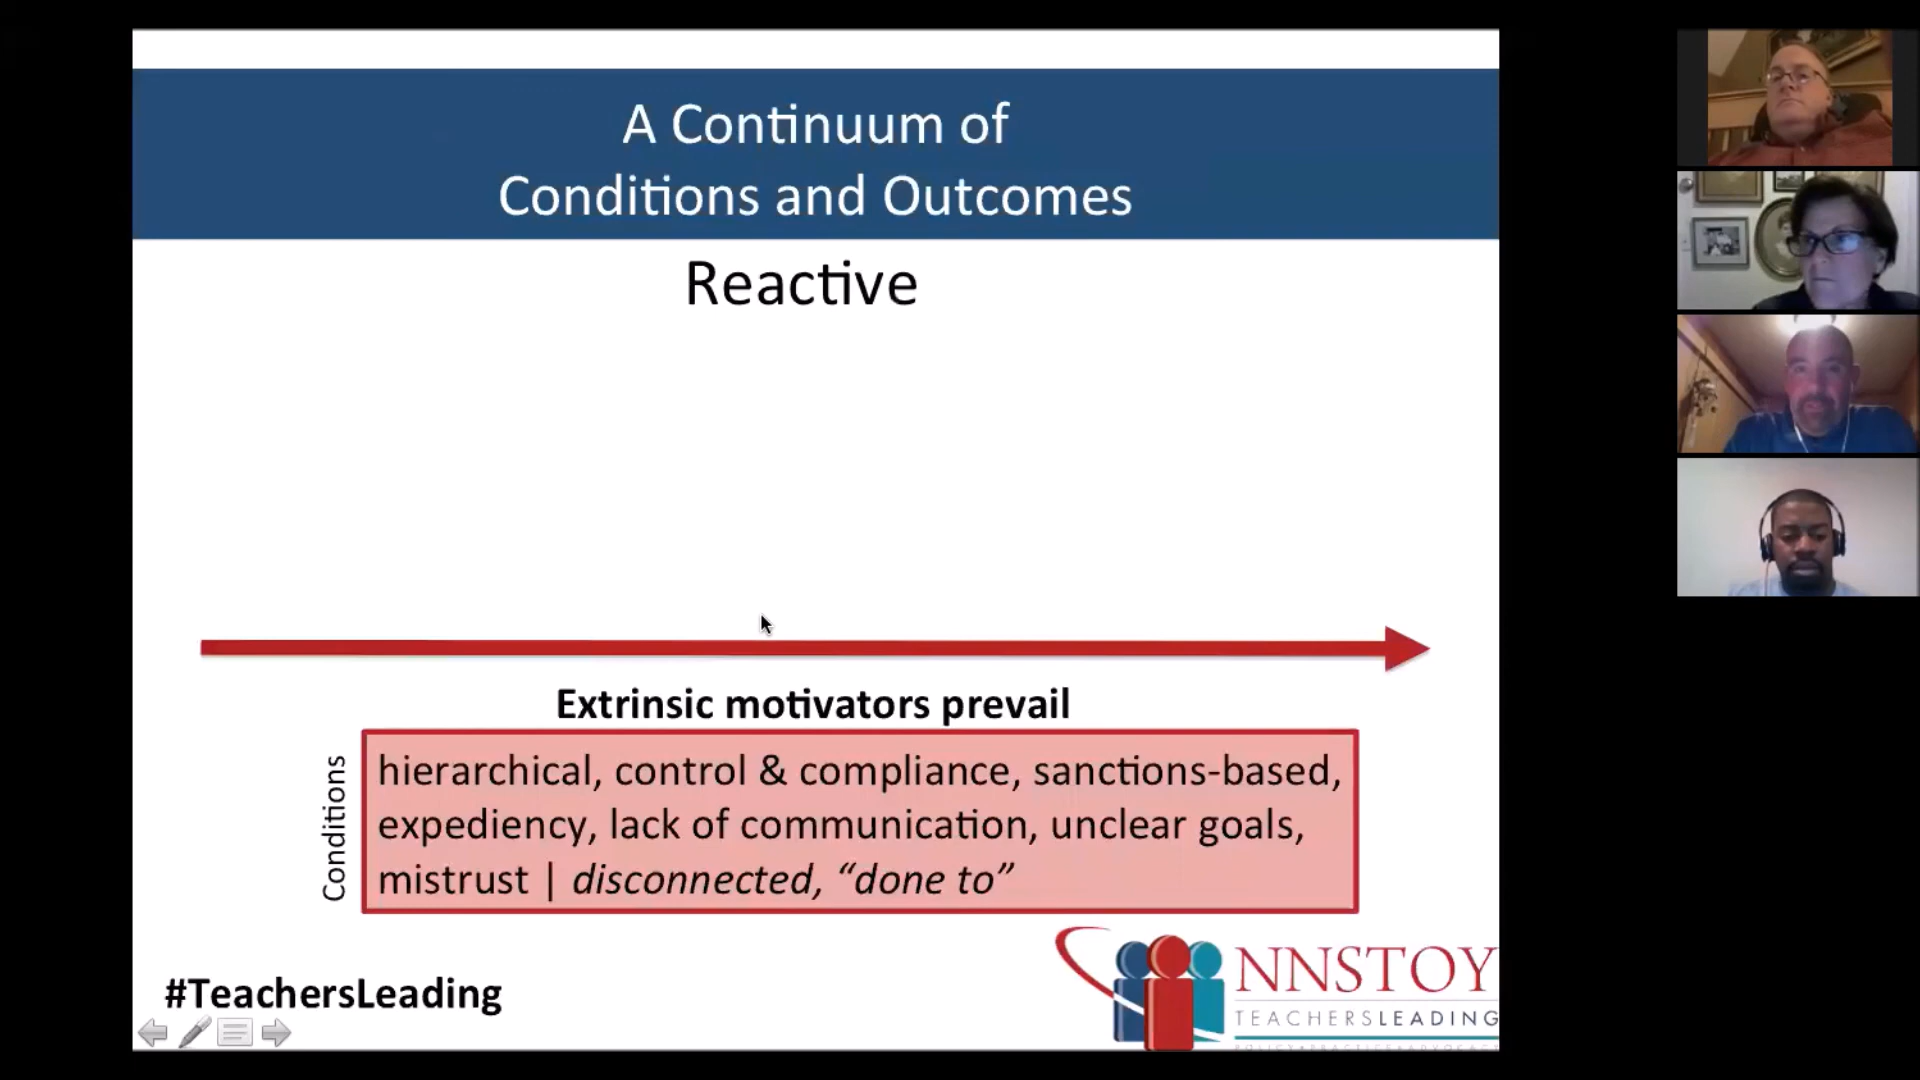 A Continuum of
Conditions and Outcomes
Reactive
Extrinsic motivators prevail
Conditions
hierarchical, control & compliance, sanctions-based,
expediency, lack of communication, unclear goals,
mistrust | disconnected, “done to”
#TeachersLeading
NNSTOY
TEACHERSLEADING